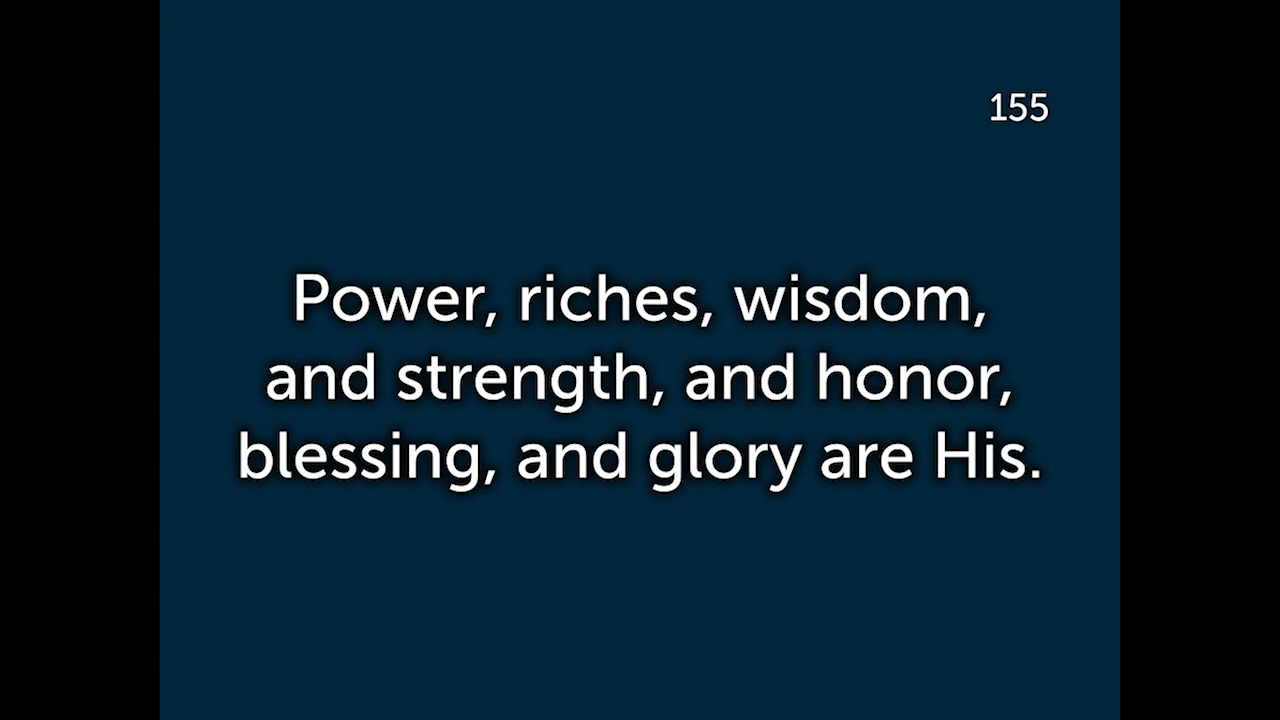 155
Power, riches, wisdom,
and strength, and honor,
blessing, and glory are His.